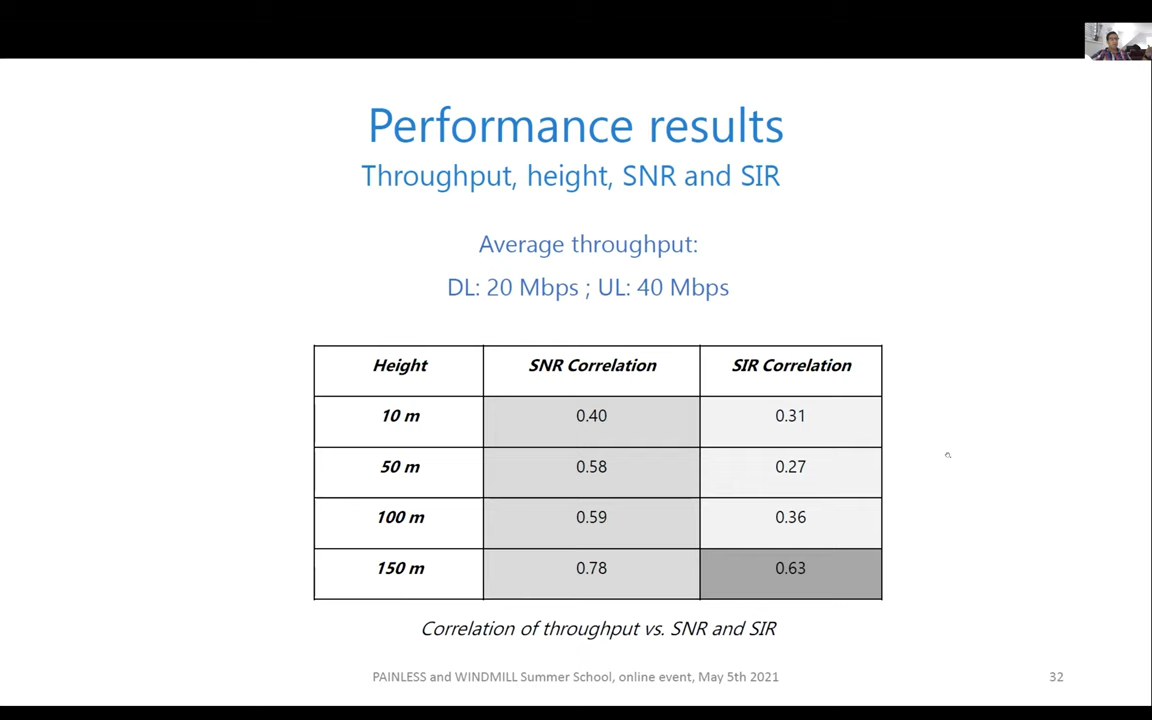 Performance results
Throughput, height, SNR and SIR
Average throughput:
DL: 20 Mbps ; UL: 40 Mbps
Height SNR Correlation SIR Correlation
10 m 0.40 0.31
50 m 0.58 0.27
100 m 0.59 0.36
150 m 0.78 0.63
Correlation of throughput vs. SNR and SIR
PAINLESS and WINDMILL Summer School, online event, May 5th 2021 32